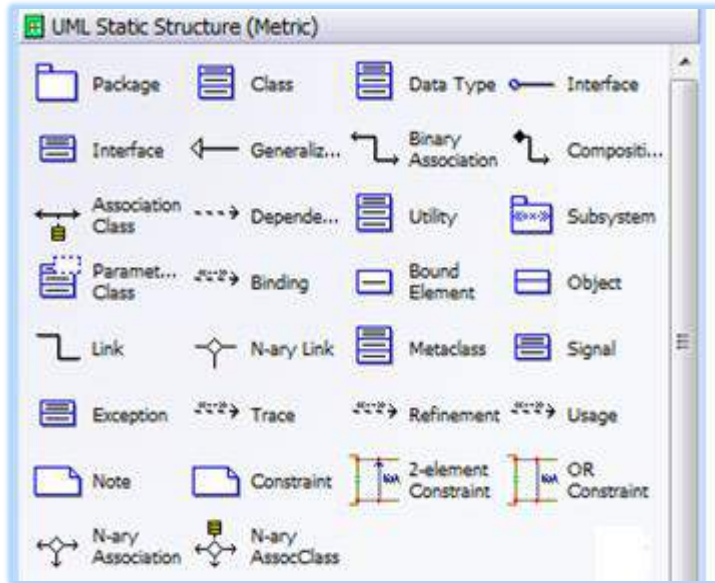 UML Static Structure (Metric)
Package
Class
Data Type
Interface
Interface
Generaliz...
Binary
Association
Compositi...
Association
Class
Depende...
Utility
Subsystem
Paramet...
Class
Binding
Bound
Element
Object
Link
N-ary Link
Metaclass
Signal
Exception
Trace
Refinement
Usage
Note
Constraint
2-element
Constraint
OR
Constraint
N-ary
Association
N-ary
AssocClass